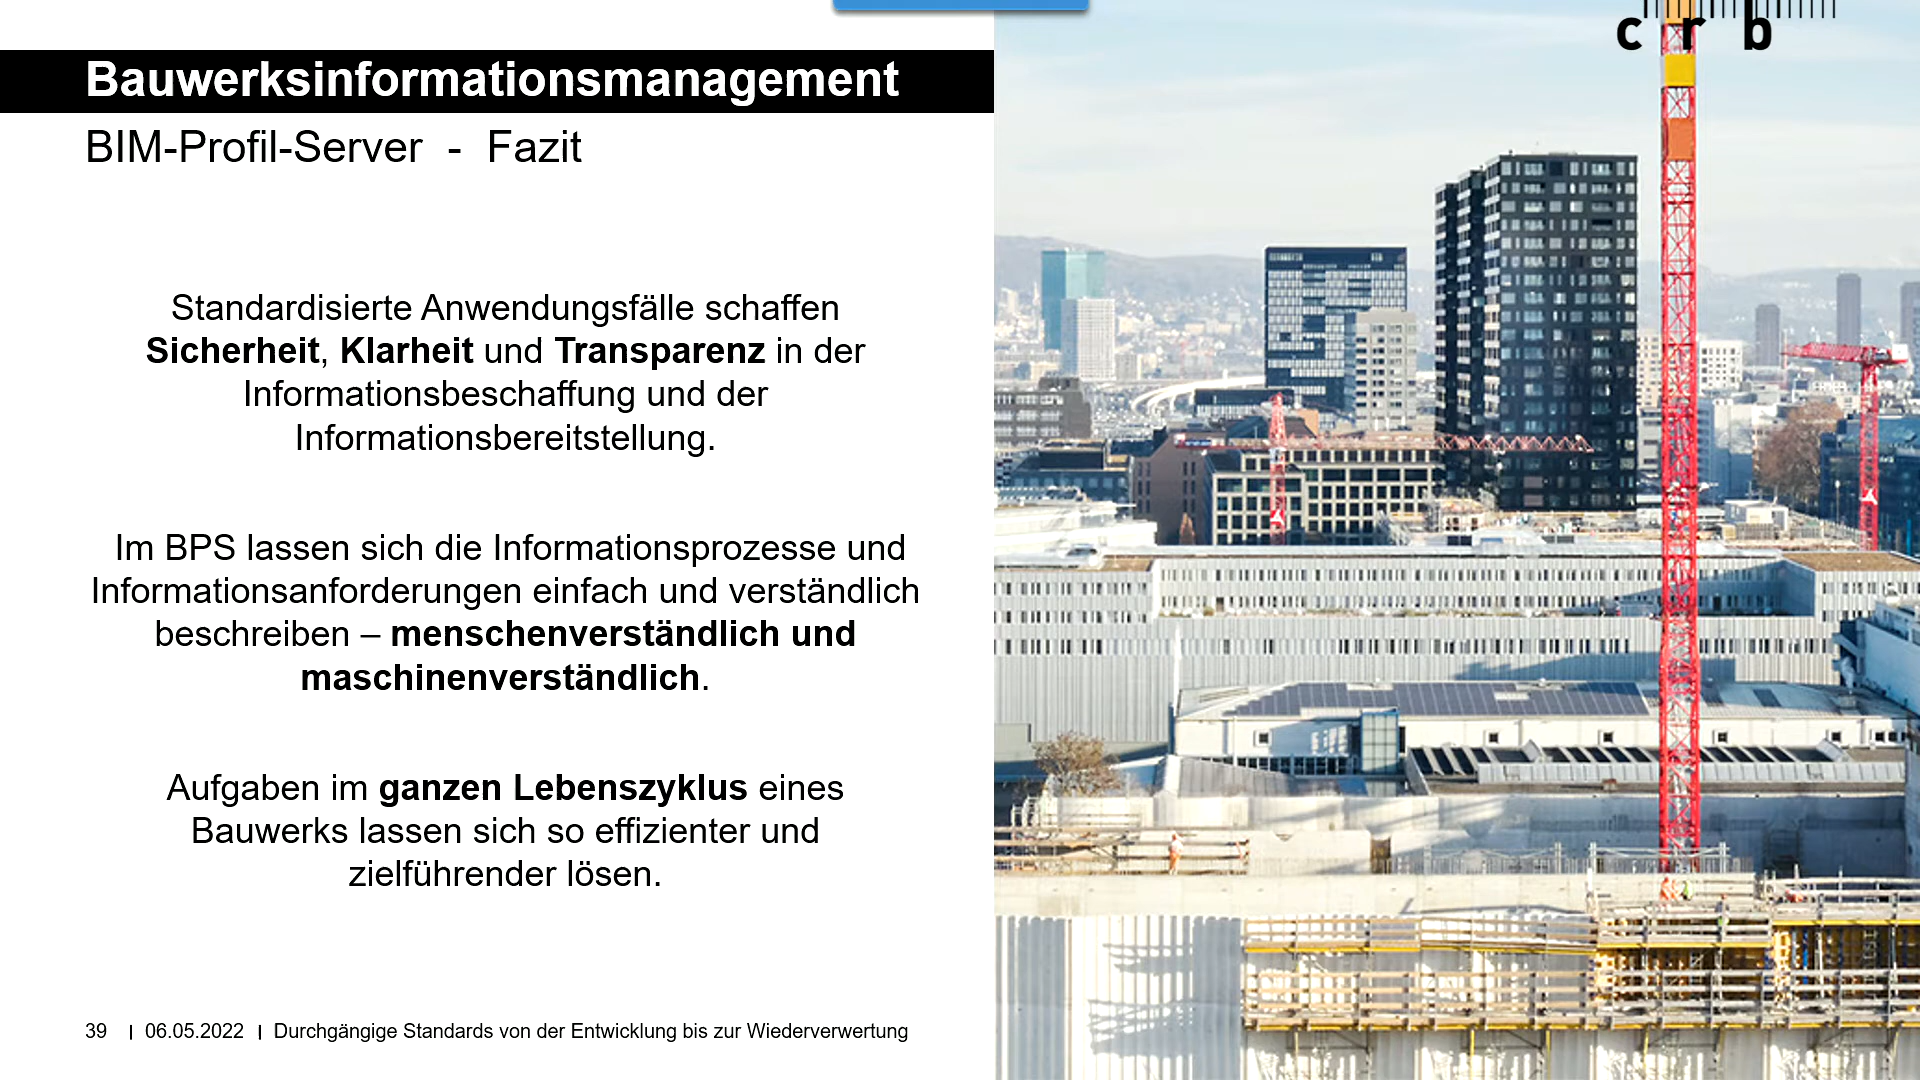 c r b
Bauwerksinformationsmanagement
BIM-Profil-Server - Fazit
Standardisierte Anwendungsfälle schaffen
Sicherheit, Klarheit und Transparenz in der
Informationsbeschaffung und der
Informationsbereitstellung.
Im BPS lassen sich die Informationsprozesse und
Informationsanforderungen einfach und verständlich
beschreiben – menschenverständlich und
maschinenverständlich.
Aufgaben im ganzen Lebenszyklus eines
Bauwerks lassen sich so effizienter und
zielführender lösen.
39 | 06.05.2022 | Durchgängige Standards von der Entwicklung bis zur Wiederverwertung